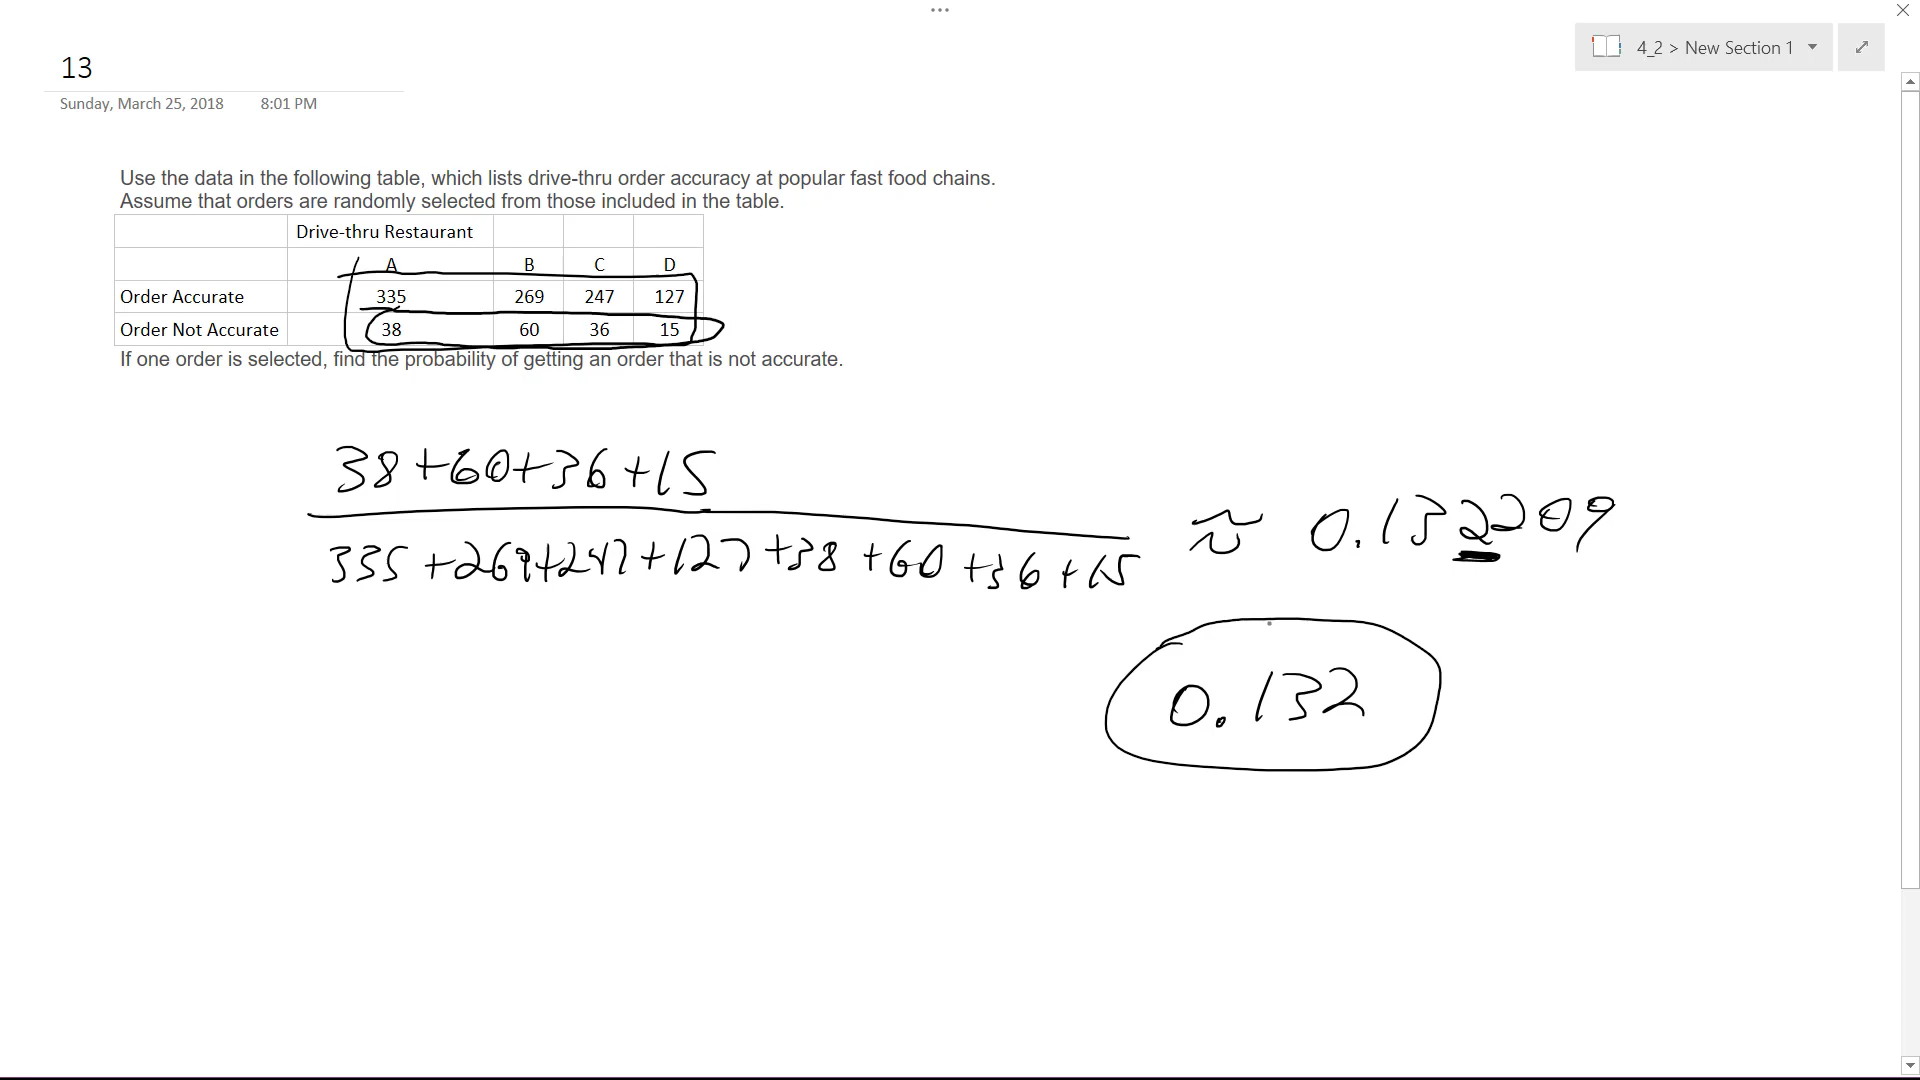 4_2 > New Section 1
13
Sunday, March 25, 2018 8:01 PM
Use the data in the following table, which lists drive-thru order accuracy at popular fast food chains.
Assume that orders are randomly selected from those included in the table.
Drive-thru Restaurant
A B C D
Order Accurate 335 269 247 127
Order Not Accurate 38 60 36 15
If one order is selected, find the probability of getting an order that is not accurate.
38+60+36+15
335+269+247+127+38+60+36+15 ≈ 0.132209
0.132